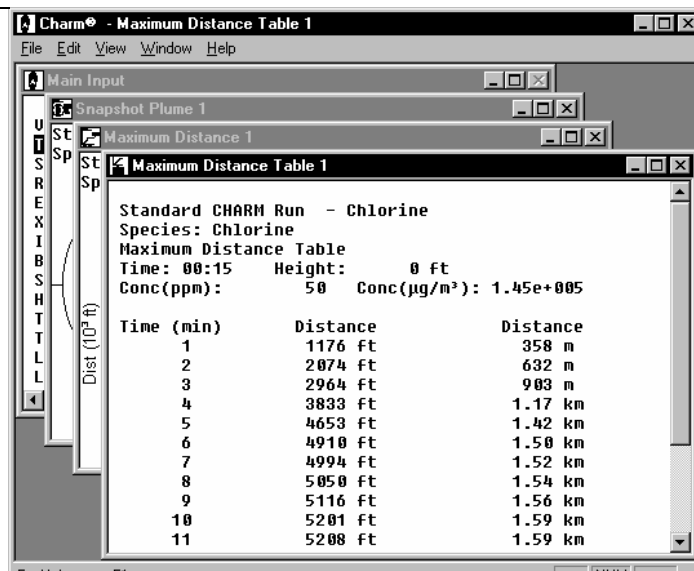 Charm® - Maximum Distance Table 1
File Edit View Window Help
Main Input
Snapshot Plume 1
Maximum Distance 1
Maximum Distance Table 1
St
Sp
St
Sp
U
T
S
R
E
X
I
B
S
H
T
T
L
L
Dist (10³ ft)
Standard CHARM Run - Chlorine
Species: Chlorine
Maximum Distance Table
Time: 00:15 Height: 0 ft
Conc(ppm): 50 Conc(µg/m³): 1.45e+005
Time (min) Distance Distance
1 1176 ft 358 m
2 2074 ft 632 m
3 2964 ft 903 m
4 3833 ft 1.17 km
5 4653 ft 1.42 km
6 4910 ft 1.50 km
7 4994 ft 1.52 km
8 5050 ft 1.54 km
9 5116 ft 1.56 km
10 5201 ft 1.59 km
11 5208 ft 1.59 km